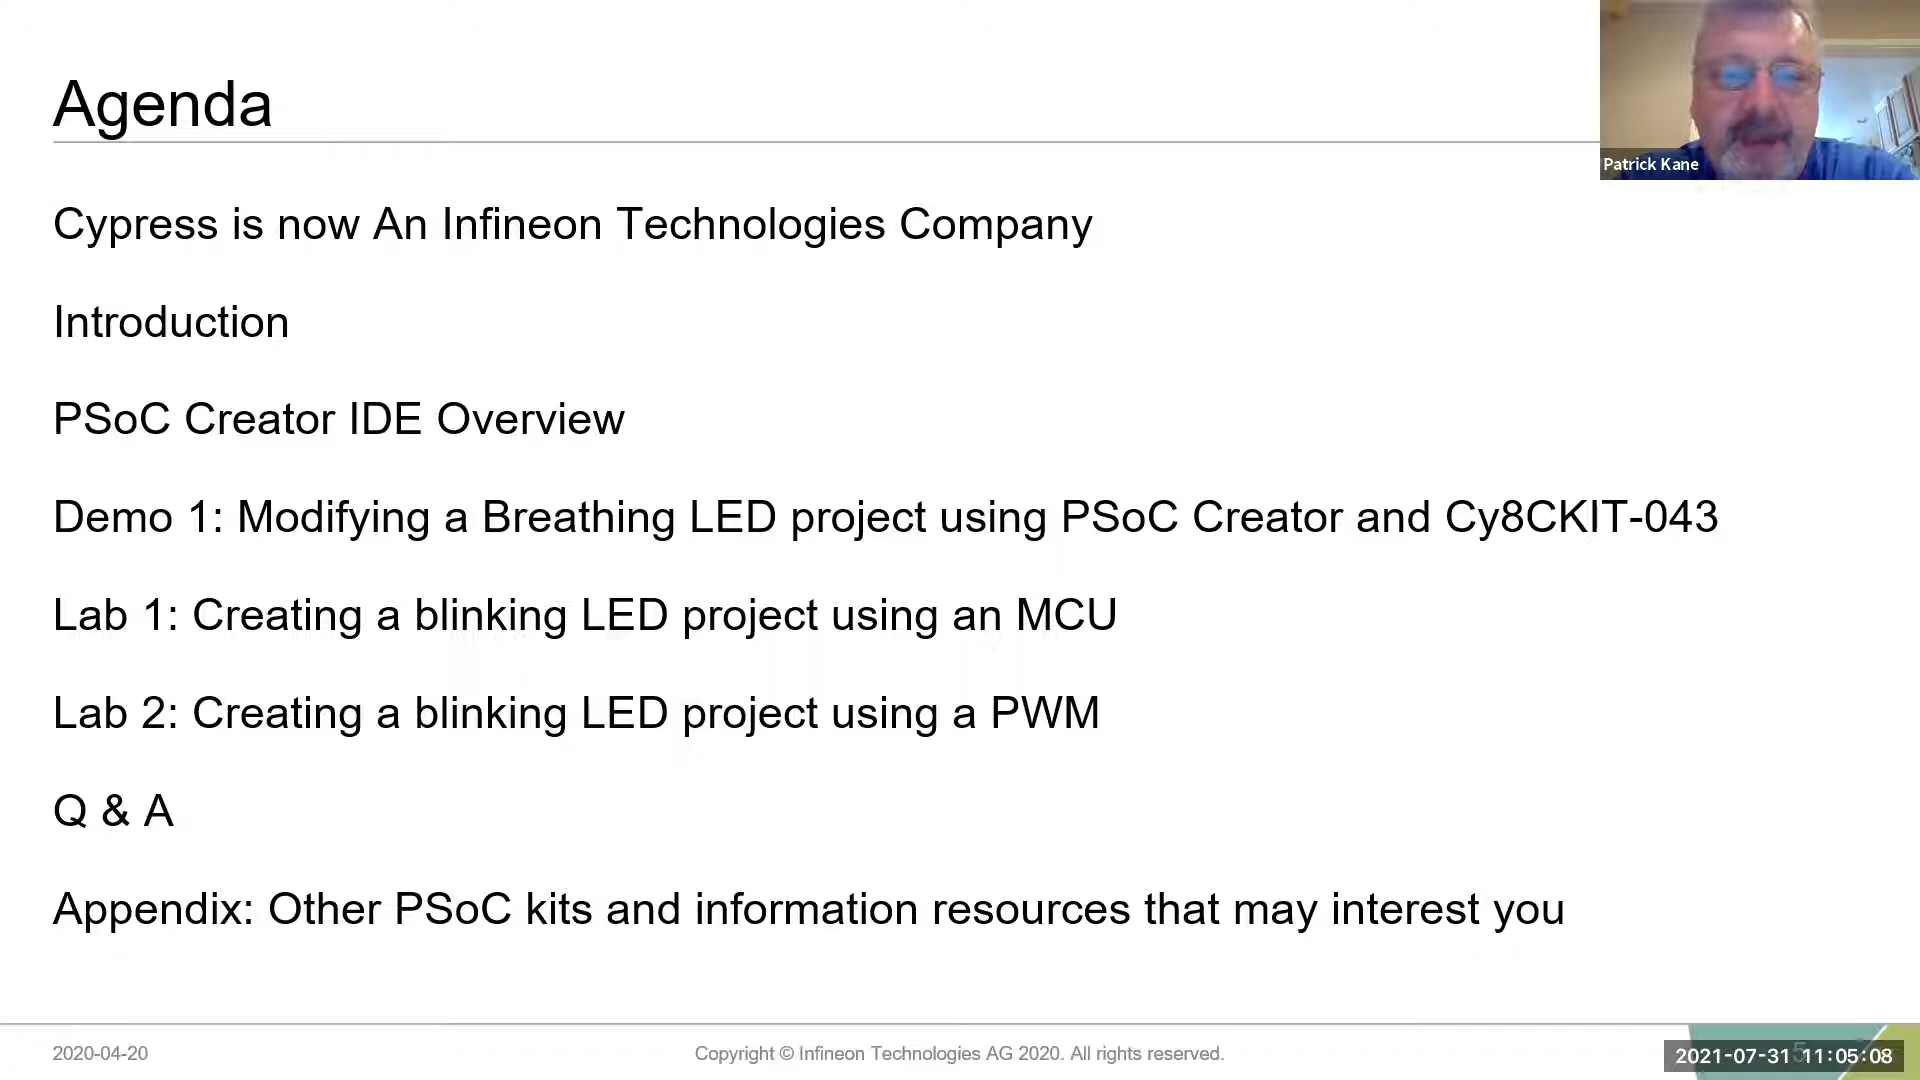 Agenda
Patrick Kane
Cypress is now An Infineon Technologies Company
Introduction
PSoC Creator IDE Overview
Demo 1: Modifying a Breathing LED project using PSoC Creator and Cy8CKIT-043
Lab 1: Creating a blinking LED project using an MCU
Lab 2: Creating a blinking LED project using a PWM
Q & A
Appendix: Other PSoC kits and information resources that may interest you
2020-04-20
Copyright © Infineon Technologies AG 2020. All rights reserved.
2021-07-31 11:05:08